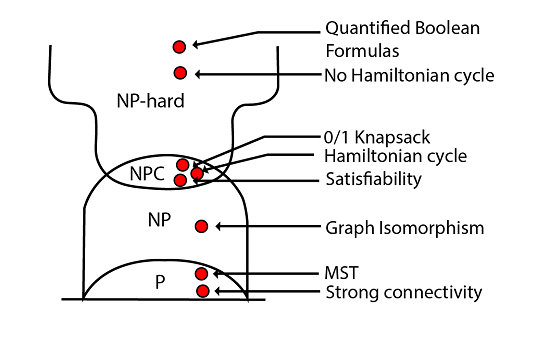 Quantified Boolean
Formulas
No Hamiltonian cycle
NP-hard
0/1 Knapsack
Hamiltonian cycle
NPC
Satisfiability
NP
Graph Isomorphism
MST
P
Strong connectivity